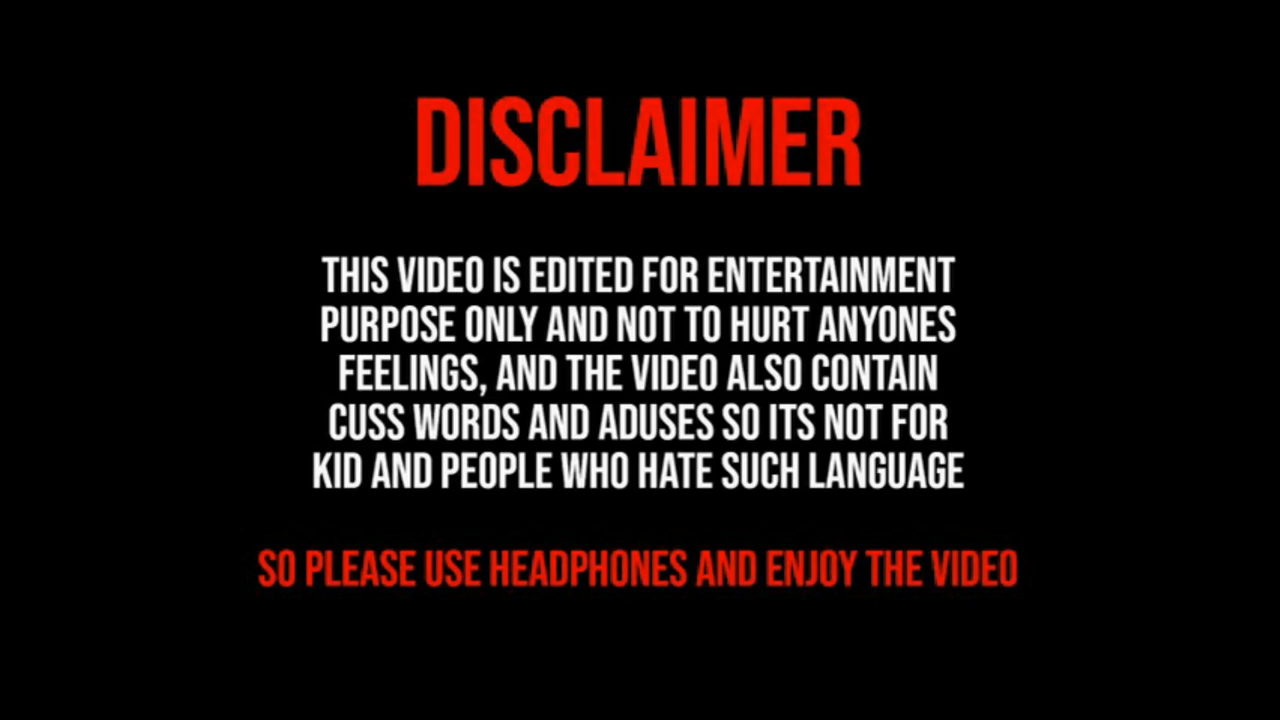 DISCLAIMER
THIS VIDEO IS EDITED FOR ENTERTAINMENT
PURPOSE ONLY AND NOT TO HURT ANYONES
FEELINGS, AND THE VIDEO ALSO CONTAIN
CUSS WORDS AND ADUSES SO ITS NOT FOR
KID AND PEOPLE WHO HATE SUCH LANGUAGE
SO PLEASE USE HEADPHONES AND ENJOY THE VIDEO